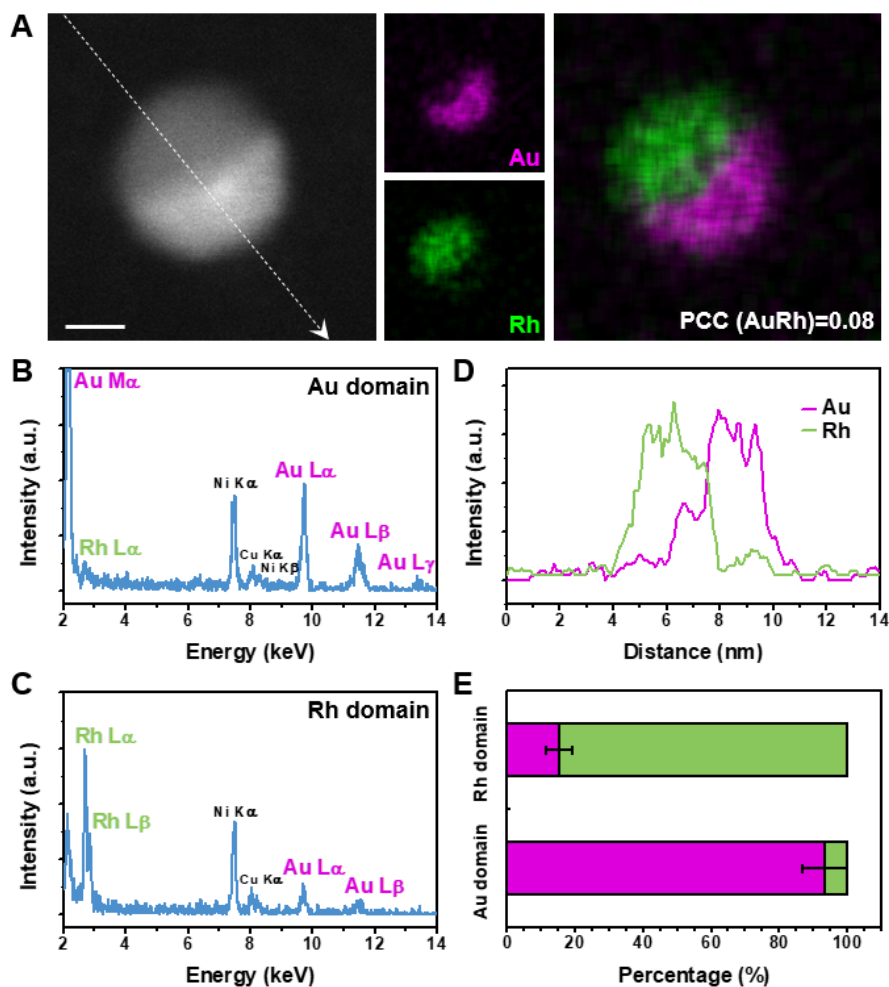 A
Au
Rh
PCC (AuRh)=0.08
B
Au Mα
Au domain
Rh Lα
Ni Kα
Cu Kα
Ni Kβ
Au Lα
Au Lβ
Au Lγ
Intensity (a.u.)
2 4 6 8 10 12 14
Energy (keV)
D
Au
Rh
Intensity (a.u.)
0 2 4 6 8 10 12 14
Distance (nm)
C
Rh domain
Rh Lα
Rh Lβ
Ni Kα
Cu Kα
Au Lα
Au Lβ
Intensity (a.u.)
2 4 6 8 10 12 14
Energy (keV)
E
Rh domain
Au domain
0 20 40 60 80 100
Percentage (%)